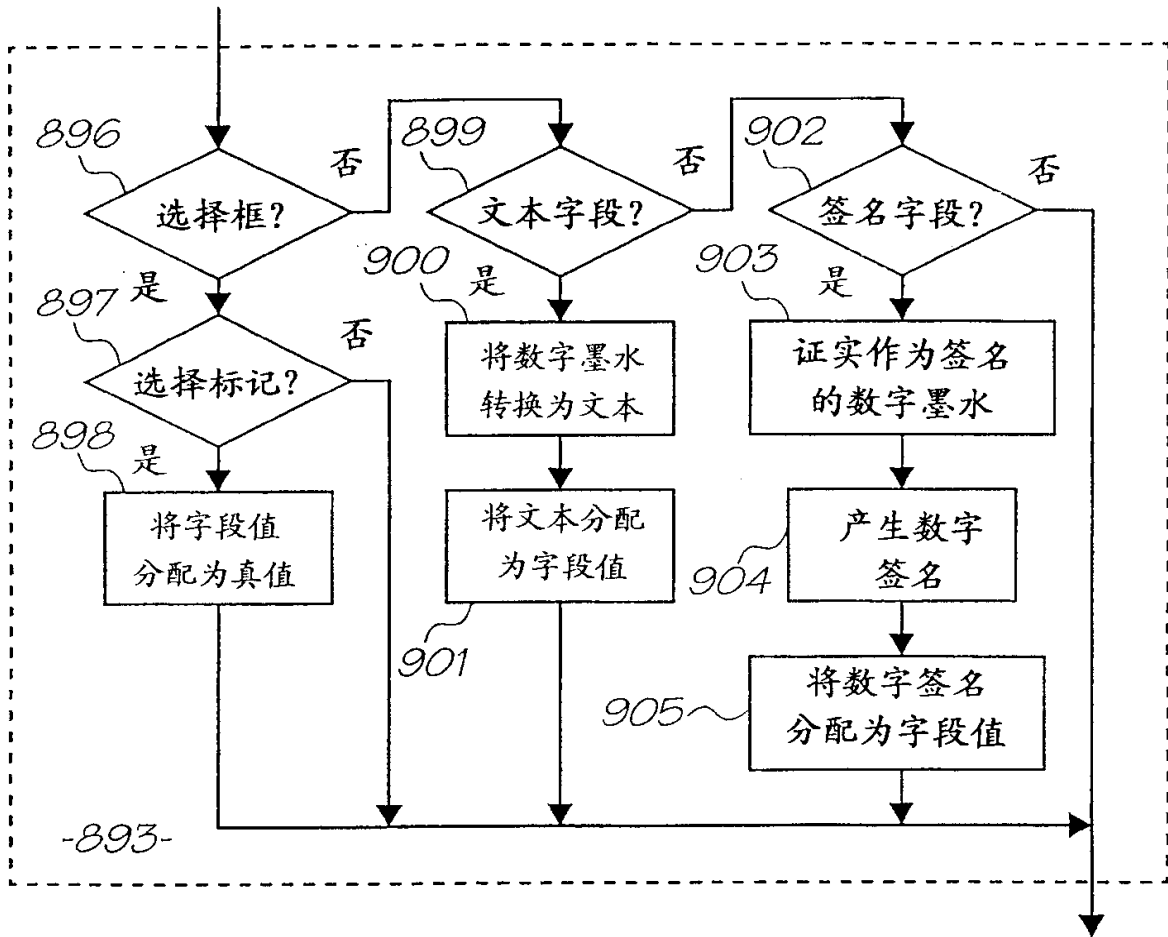 896
选择框?
否
是
897
选择标记?
否
是
898
将字段值
分配为真值
899
文本字段?
否
900
是
将数字墨水
转换为文本
将文本分配
为字段值
901
902
签名字段?
否
903
是
证实作为签名
的数字墨水
产生数字
签名
904
将数字签名
分配为字段值
905
-893-